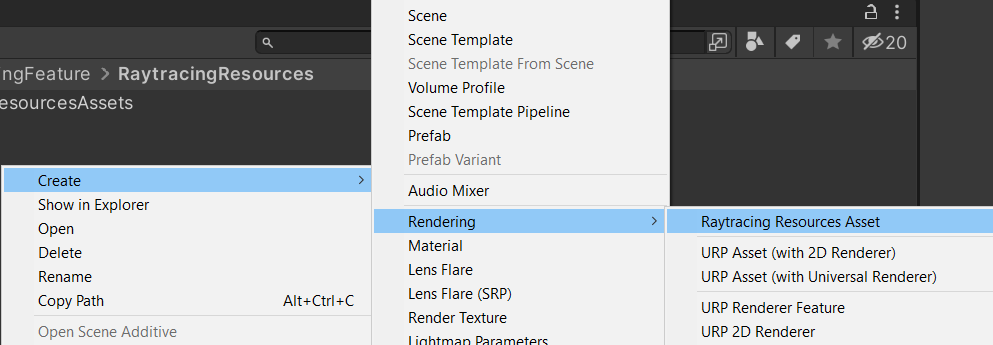 20
ingFeature > RaytracingResources
esourcesAssets
Create
Show in Explorer
Open
Delete
Rename
Copy Path Alt+Ctrl+C
Open Scene Additive
Scene
Scene Template
Scene Template From Scene
Volume Profile
Scene Template Pipeline
Prefab
Prefab Variant
Audio Mixer
Rendering
Material
Lens Flare
Lens Flare (SRP)
Render Texture
Lightmap Parameters
Raytracing Resources Asset
URP Asset (with 2D Renderer)
URP Asset (with Universal Renderer)
URP Renderer Feature
URP 2D Renderer